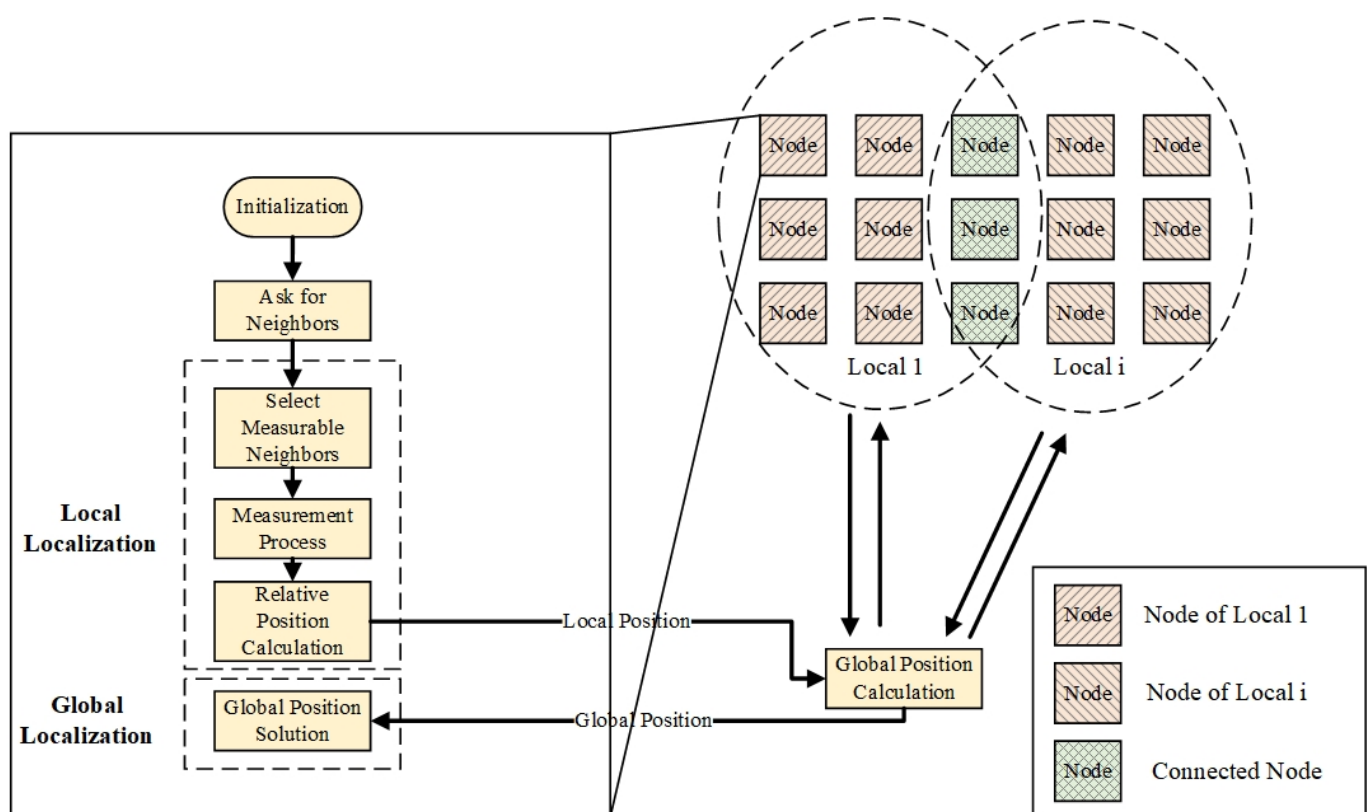 Initialization
Ask for
Neighbors
Select
Measurable
Neighbors
Measurement
Process
Relative
Position
Calculation
Global Position
Solution
Local
Localization
Global
Localization
Local Position
Global Position
Node Node Node Node Node
Node Node Node Node Node
Node Node Node Node Node
Local 1 Local i
Global Position
Calculation
Node Node of Local 1
Node Node of Local i
Node Connected Node